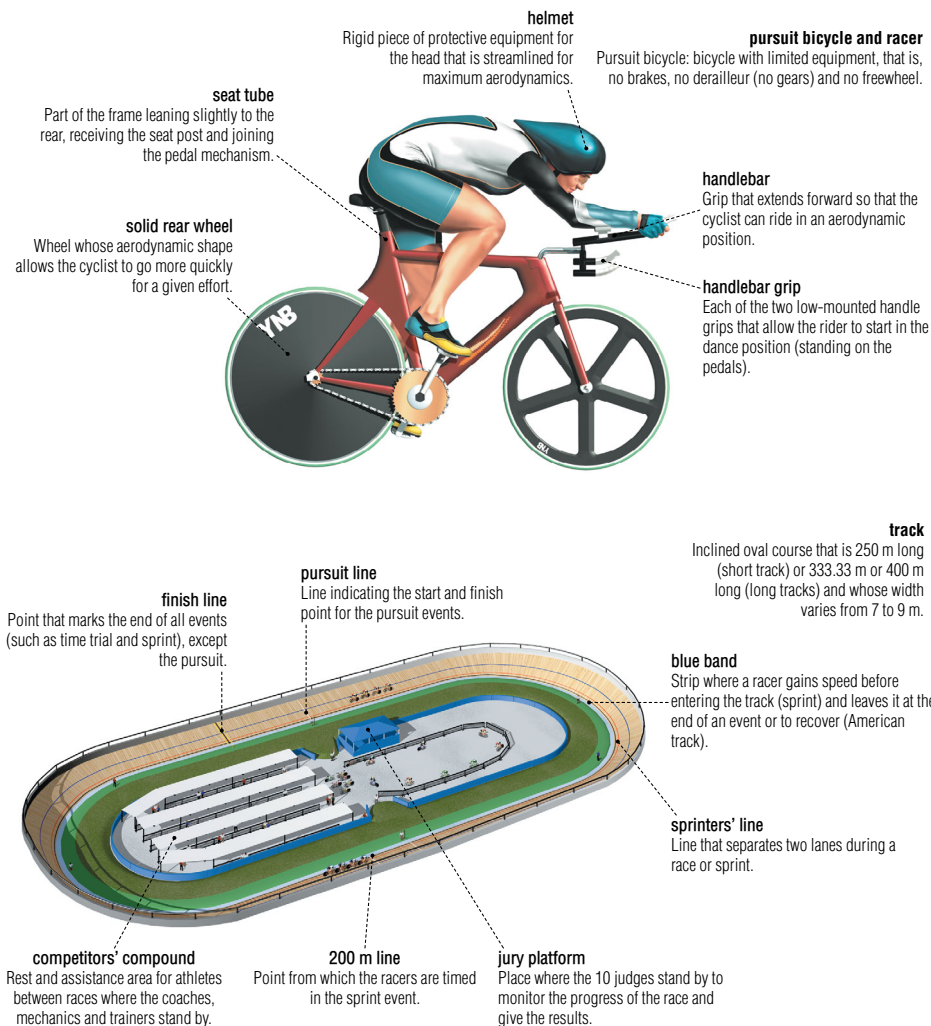 helmet
Rigid piece of protective equipment for
the head that is streamlined for
maximum aerodynamics.
pursuit bicycle and racer
Pursuit bicycle: bicycle with limited equipment, that is,
no brakes, no derailleur (no gears) and no freewheel.
seat tube
Part of the frame leaning slightly to the
rear, receiving the seat post and joining
the pedal mechanism.
handlebar
Grip that extends forward so that the
cyclist can ride in an aerodynamic
position.
solid rear wheel
Wheel whose aerodynamic shape
allows the cyclist to go more quickly
for a given effort.
handlebar grip
Each of the two low-mounted handle
grips that allow the rider to start in the
dance position (standing on the
pedals).
YNB
YNB
track
Inclined oval course that is 250 m long
(short track) or 333.33 m or 400 m
long (long tracks) and whose width
varies from 7 to 9 m.
pursuit line
Line indicating the start and finish
point for the pursuit events.
finish line
Point that marks the end of all events
(such as time trial and sprint), except
the pursuit.
blue band
Strip where a racer gains speed before
entering the track (sprint) and leaves it at the
end of an event or to recover (American
track).
sprinters' line
Line that separates two lanes during a
race or sprint.
competitors' compound
Rest and assistance area for athletes
between races where the coaches,
mechanics and trainers stand by.
200 m line
Point from which the racers are timed
in the sprint event.
jury platform
Place where the 10 judges stand by to
monitor the progress of the race and
give the results.